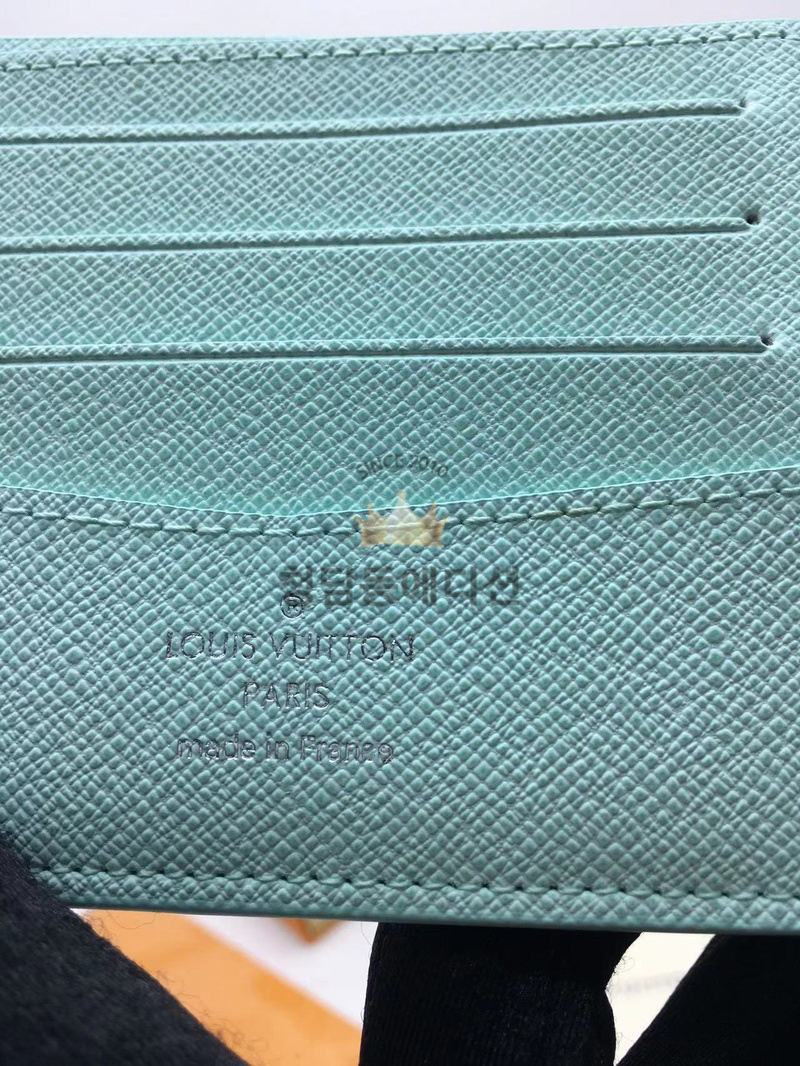 SINCE 2010
청담동에디션
®
LOUIS VUITTON
PARIS
made in France